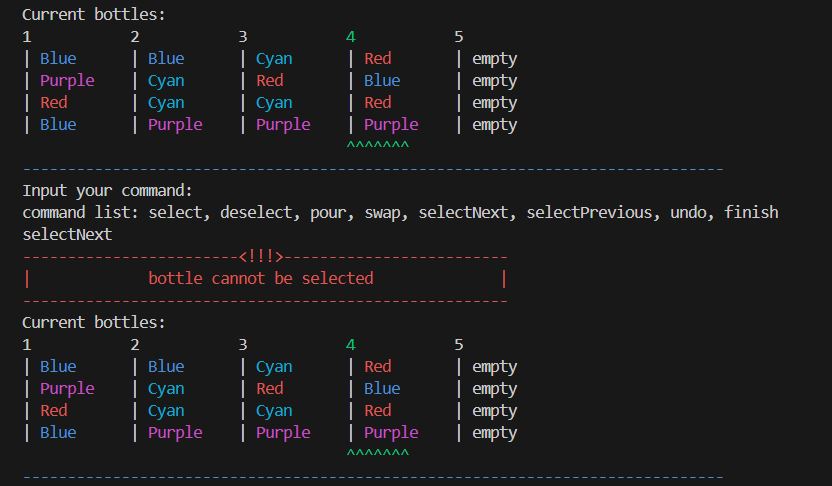 Current bottles:
1 2 3 4 5
| Blue | Blue | Cyan | Red | empty
| Purple | Cyan | Red | Blue | empty
| Red | Cyan | Cyan | Red | empty
| Blue | Purple | Purple | Purple | empty
^^^^^^^
------------------------------------------------------------------------------
Input your command:
command list: select, deselect, pour, swap, selectNext, selectPrevious, undo, finish
selectNext
------------------------<!!!>-------------------------
| bottle cannot be selected |
------------------------------------------------------
Current bottles:
1 2 3 4 5
| Blue | Blue | Cyan | Red | empty
| Purple | Cyan | Red | Blue | empty
| Red | Cyan | Cyan | Red | empty
| Blue | Purple | Purple | Purple | empty
^^^^^^^
------------------------------------------------------------------------------